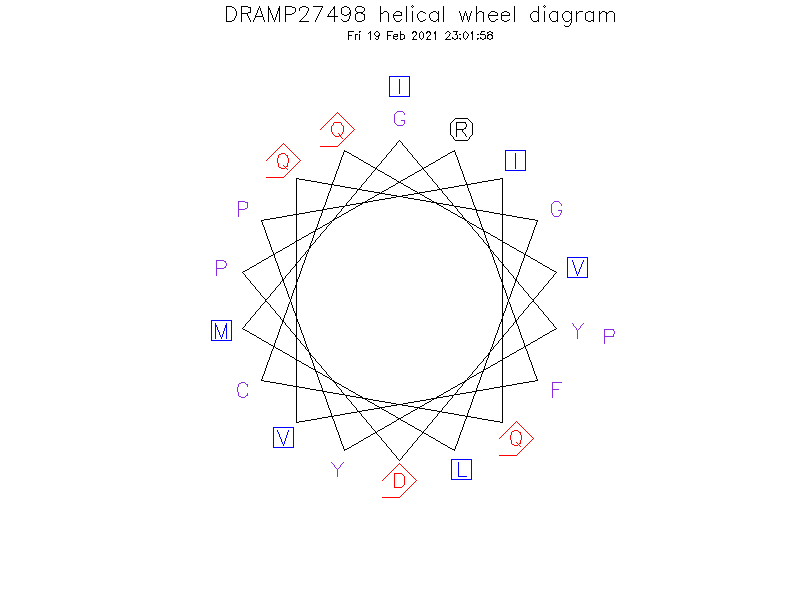 DRAMP27498 helical wheel diagram
Fri 19 Feb 2021 23:01:58
I
Q G R
Q I
P G
P V
M Y P
C F
V Q
Y L
D